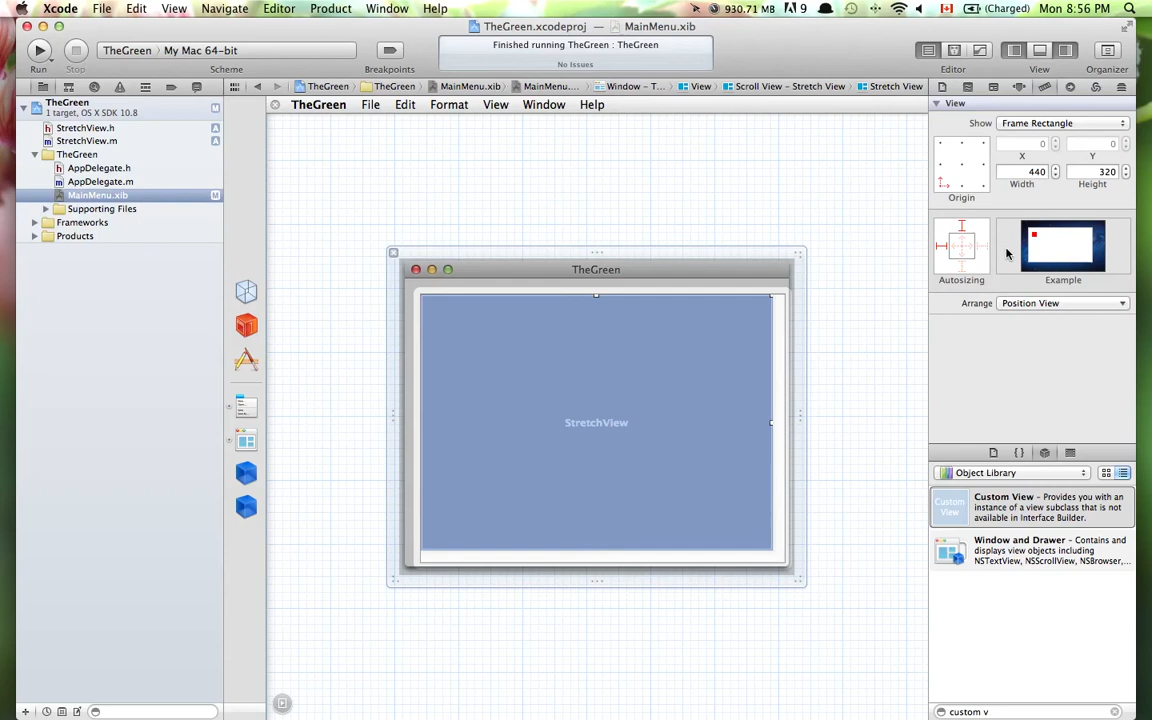 Xcode File Edit View Navigate Editor Product Window Help
930.71 MB
9
(Charged) Mon 8:56 PM
TheGreen.xcodeproj — MainMenu.xib
TheGreen My Mac 64-bit
Finished running TheGreen : TheGreen
No Issues
Run Stop Scheme Breakpoints Editor View Organizer
TheGreen TheGreen MainMenu.xib MainMenu.... Window – T... View Scroll View - Stretch View Stretch View
TheGreen
1 target, OS X SDK 10.8
M
StretchView.h A
StretchView.m A
TheGreen
AppDelegate.h
AppDelegate.m
MainMenu.xib M
Supporting Files
Frameworks
Products
TheGreen File Edit Format View Window Help
TheGreen
StretchView
View
Show Frame Rectangle
0 0
X Y
440 320
Width Height
Origin
Autosizing Example
Arrange Position View
Object Library
Custom View
Custom View – Provides you with an
instance of a view subclass that is not
available in Interface Builder.
Window and Drawer – Contains and
displays view objects including
NSTextView, NSScrollView, NSBrowser,...
custom v